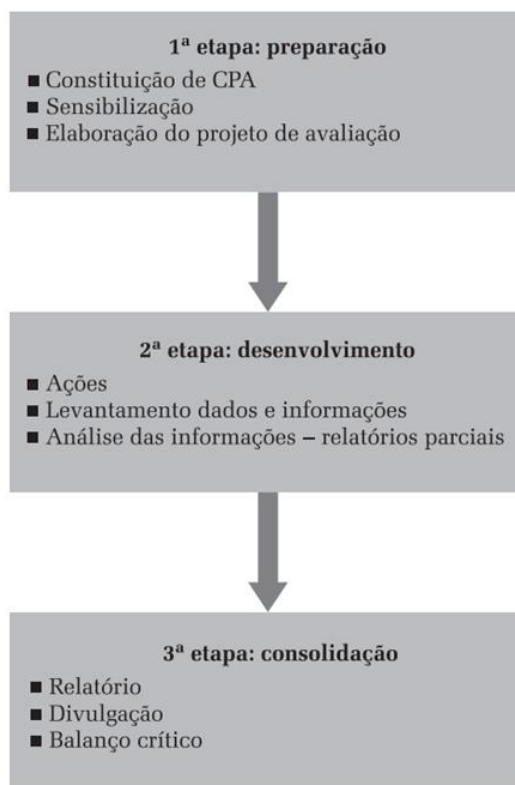 1ª etapa: preparação
■ Constituição de CPA
■ Sensibilização
■ Elaboração do projeto de avaliação
2ª etapa: desenvolvimento
■ Ações
■ Levantamento dados e informações
■ Análise das informações – relatórios parciais
3ª etapa: consolidação
■ Relatório
■ Divulgação
■ Balanço crítico